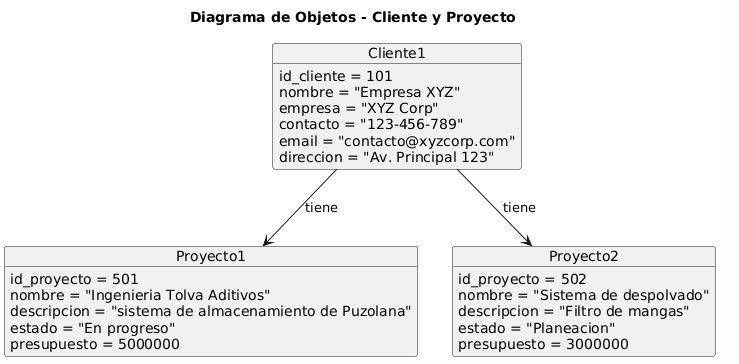 Diagrama de Objetos - Cliente y Proyecto
Cliente1
id_cliente = 101
nombre = "Empresa XYZ"
empresa = "XYZ Corp"
contacto = "123-456-789"
email = "contacto@xyzcorp.com"
direccion = "Av. Principal 123"
tiene
tiene
Proyecto1
id_proyecto = 501
nombre = "Ingenieria Tolva Aditivos"
descripcion = "sistema de almacenamiento de Puzolana"
estado = "En progreso"
presupuesto = 5000000
Proyecto2
id_proyecto = 502
nombre = "Sistema de despolvado"
descripcion = "Filtro de mangas"
estado = "Planeacion"
presupuesto = 3000000